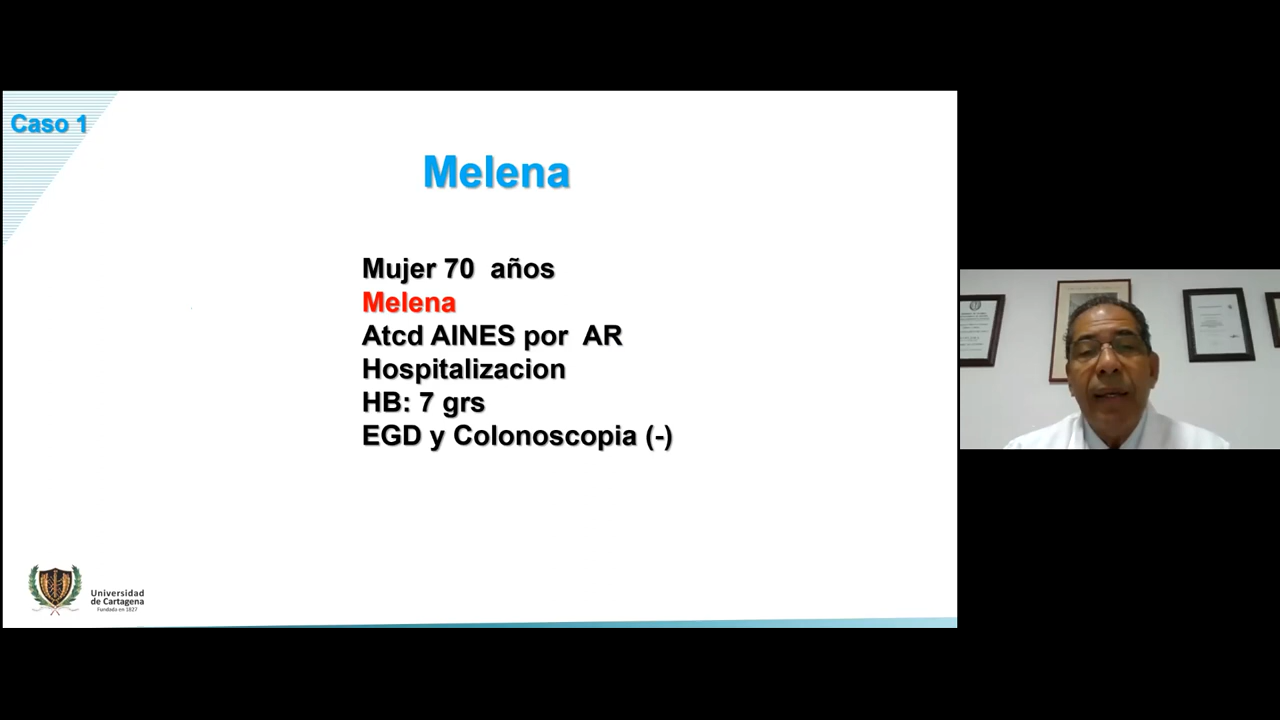 Caso 1
Melena
Mujer 70 años
Melena
Atcd AINES por AR
Hospitalizacion
HB: 7 grs
EGD y Colonoscopia (-)
Universidad
de Cartagena
Fundada en 1827